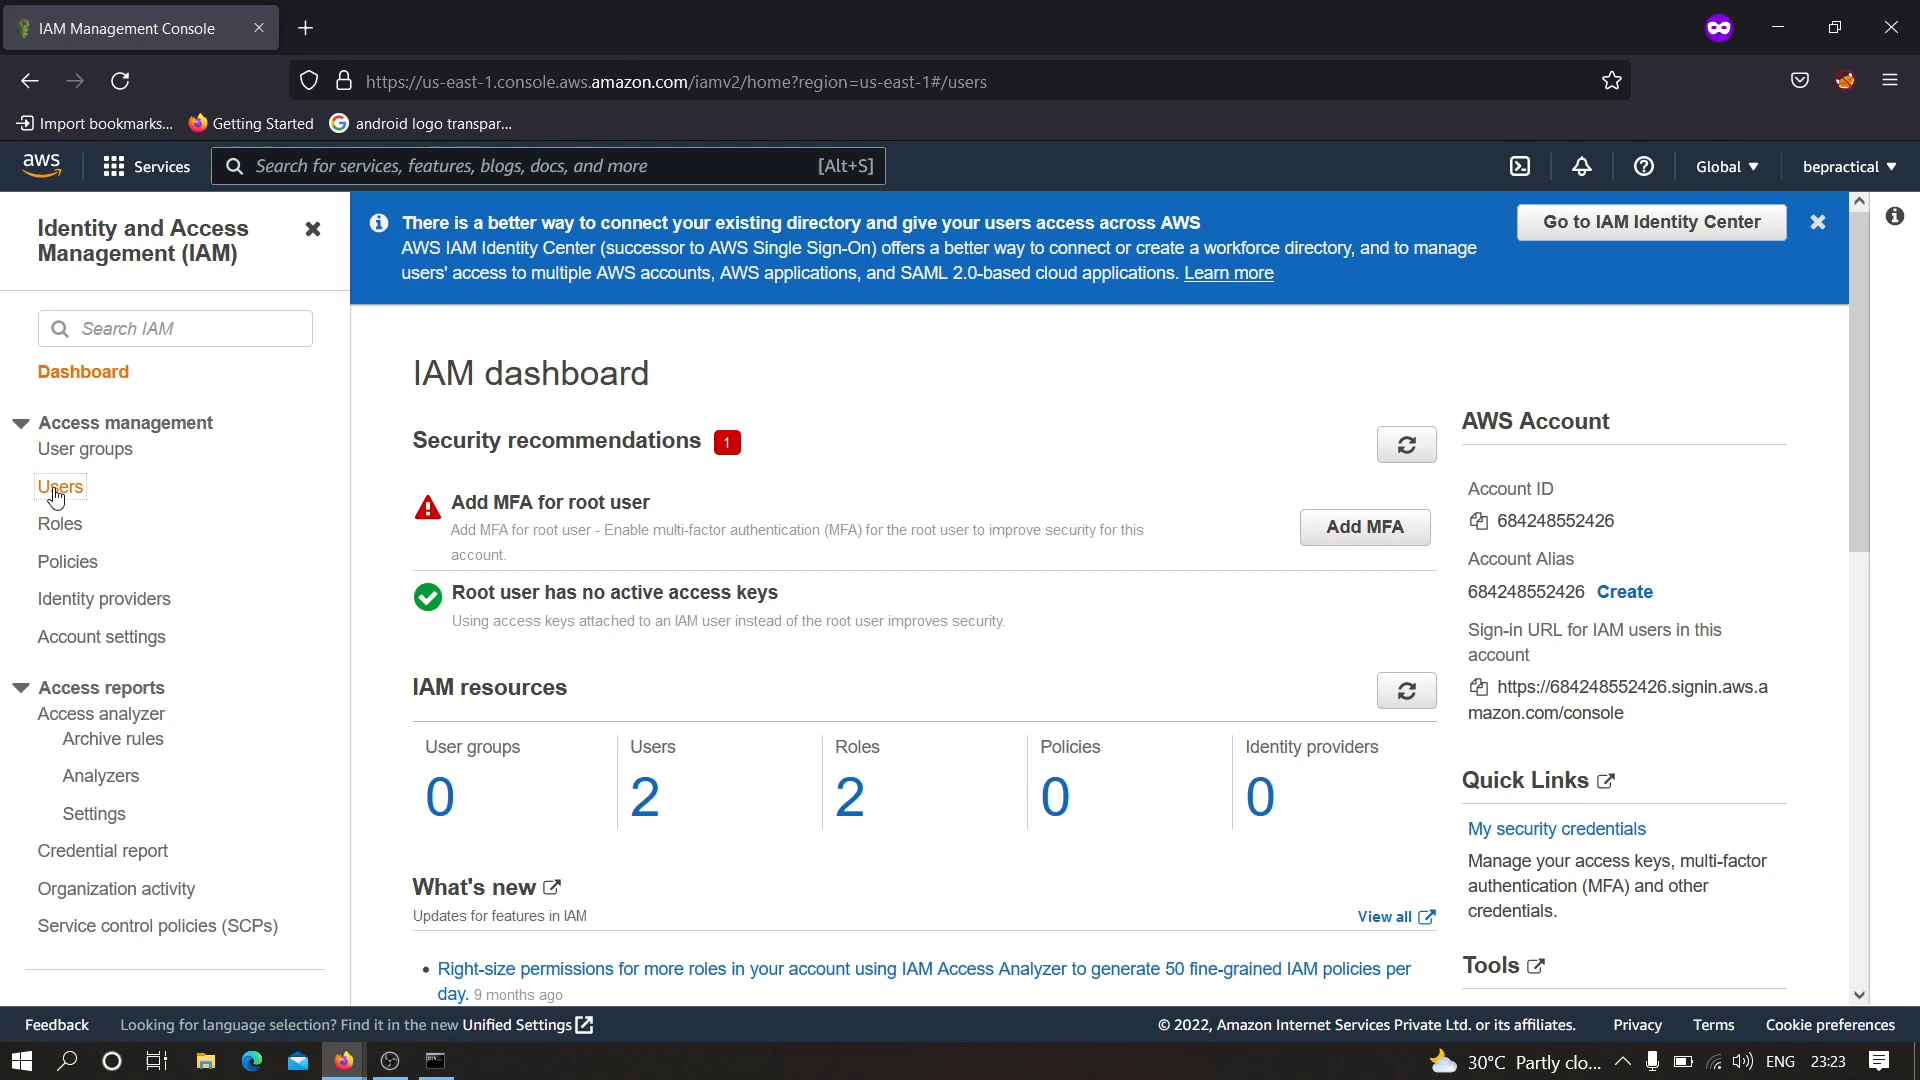 IAM Management Console
https://us-east-1.console.aws.amazon.com/iamv2/home?region=us-east-1#/users
Import bookmarks...
Getting Started
android logo transpar...
aws
Services
Search for services, features, blogs, docs, and more
[Alt+S]
Global
bepractical
Identity and Access
Management (IAM)
Search IAM
Dashboard
Access management
User groups
Users
Roles
Policies
Identity providers
Account settings
Access reports
Access analyzer
Archive rules
Analyzers
Settings
Credential report
Organization activity
Service control policies (SCPs)
There is a better way to connect your existing directory and give your users access across AWS
AWS IAM Identity Center (successor to AWS Single Sign-On) offers a better way to connect or create a workforce directory, and to manage
users' access to multiple AWS accounts, AWS applications, and SAML 2.0-based cloud applications. Learn more
Go to IAM Identity Center
IAM dashboard
Security recommendations 1
Add MFA for root user
Add MFA for root user - Enable multi-factor authentication (MFA) for the root user to improve security for this
account.
Add MFA
Root user has no active access keys
Using access keys attached to an IAM user instead of the root user improves security.
IAM resources
User groups
0
Users
2
Roles
2
Policies
0
Identity providers
0
What's new
Updates for features in IAM
View all
• Right-size permissions for more roles in your account using IAM Access Analyzer to generate 50 fine-grained IAM policies per
day. 9 months ago
AWS Account
Account ID
684248552426
Account Alias
684248552426 Create
Sign-in URL for IAM users in this
account
https://684248552426.signin.aws.a
mazon.com/console
Quick Links
My security credentials
Manage your access keys, multi-factor
authentication (MFA) and other
credentials.
Tools
Feedback
Looking for language selection? Find it in the new Unified Settings
© 2022, Amazon Internet Services Private Ltd. or its affiliates.
Privacy
Terms
Cookie preferences
30°C Partly clo...
ENG
23:23